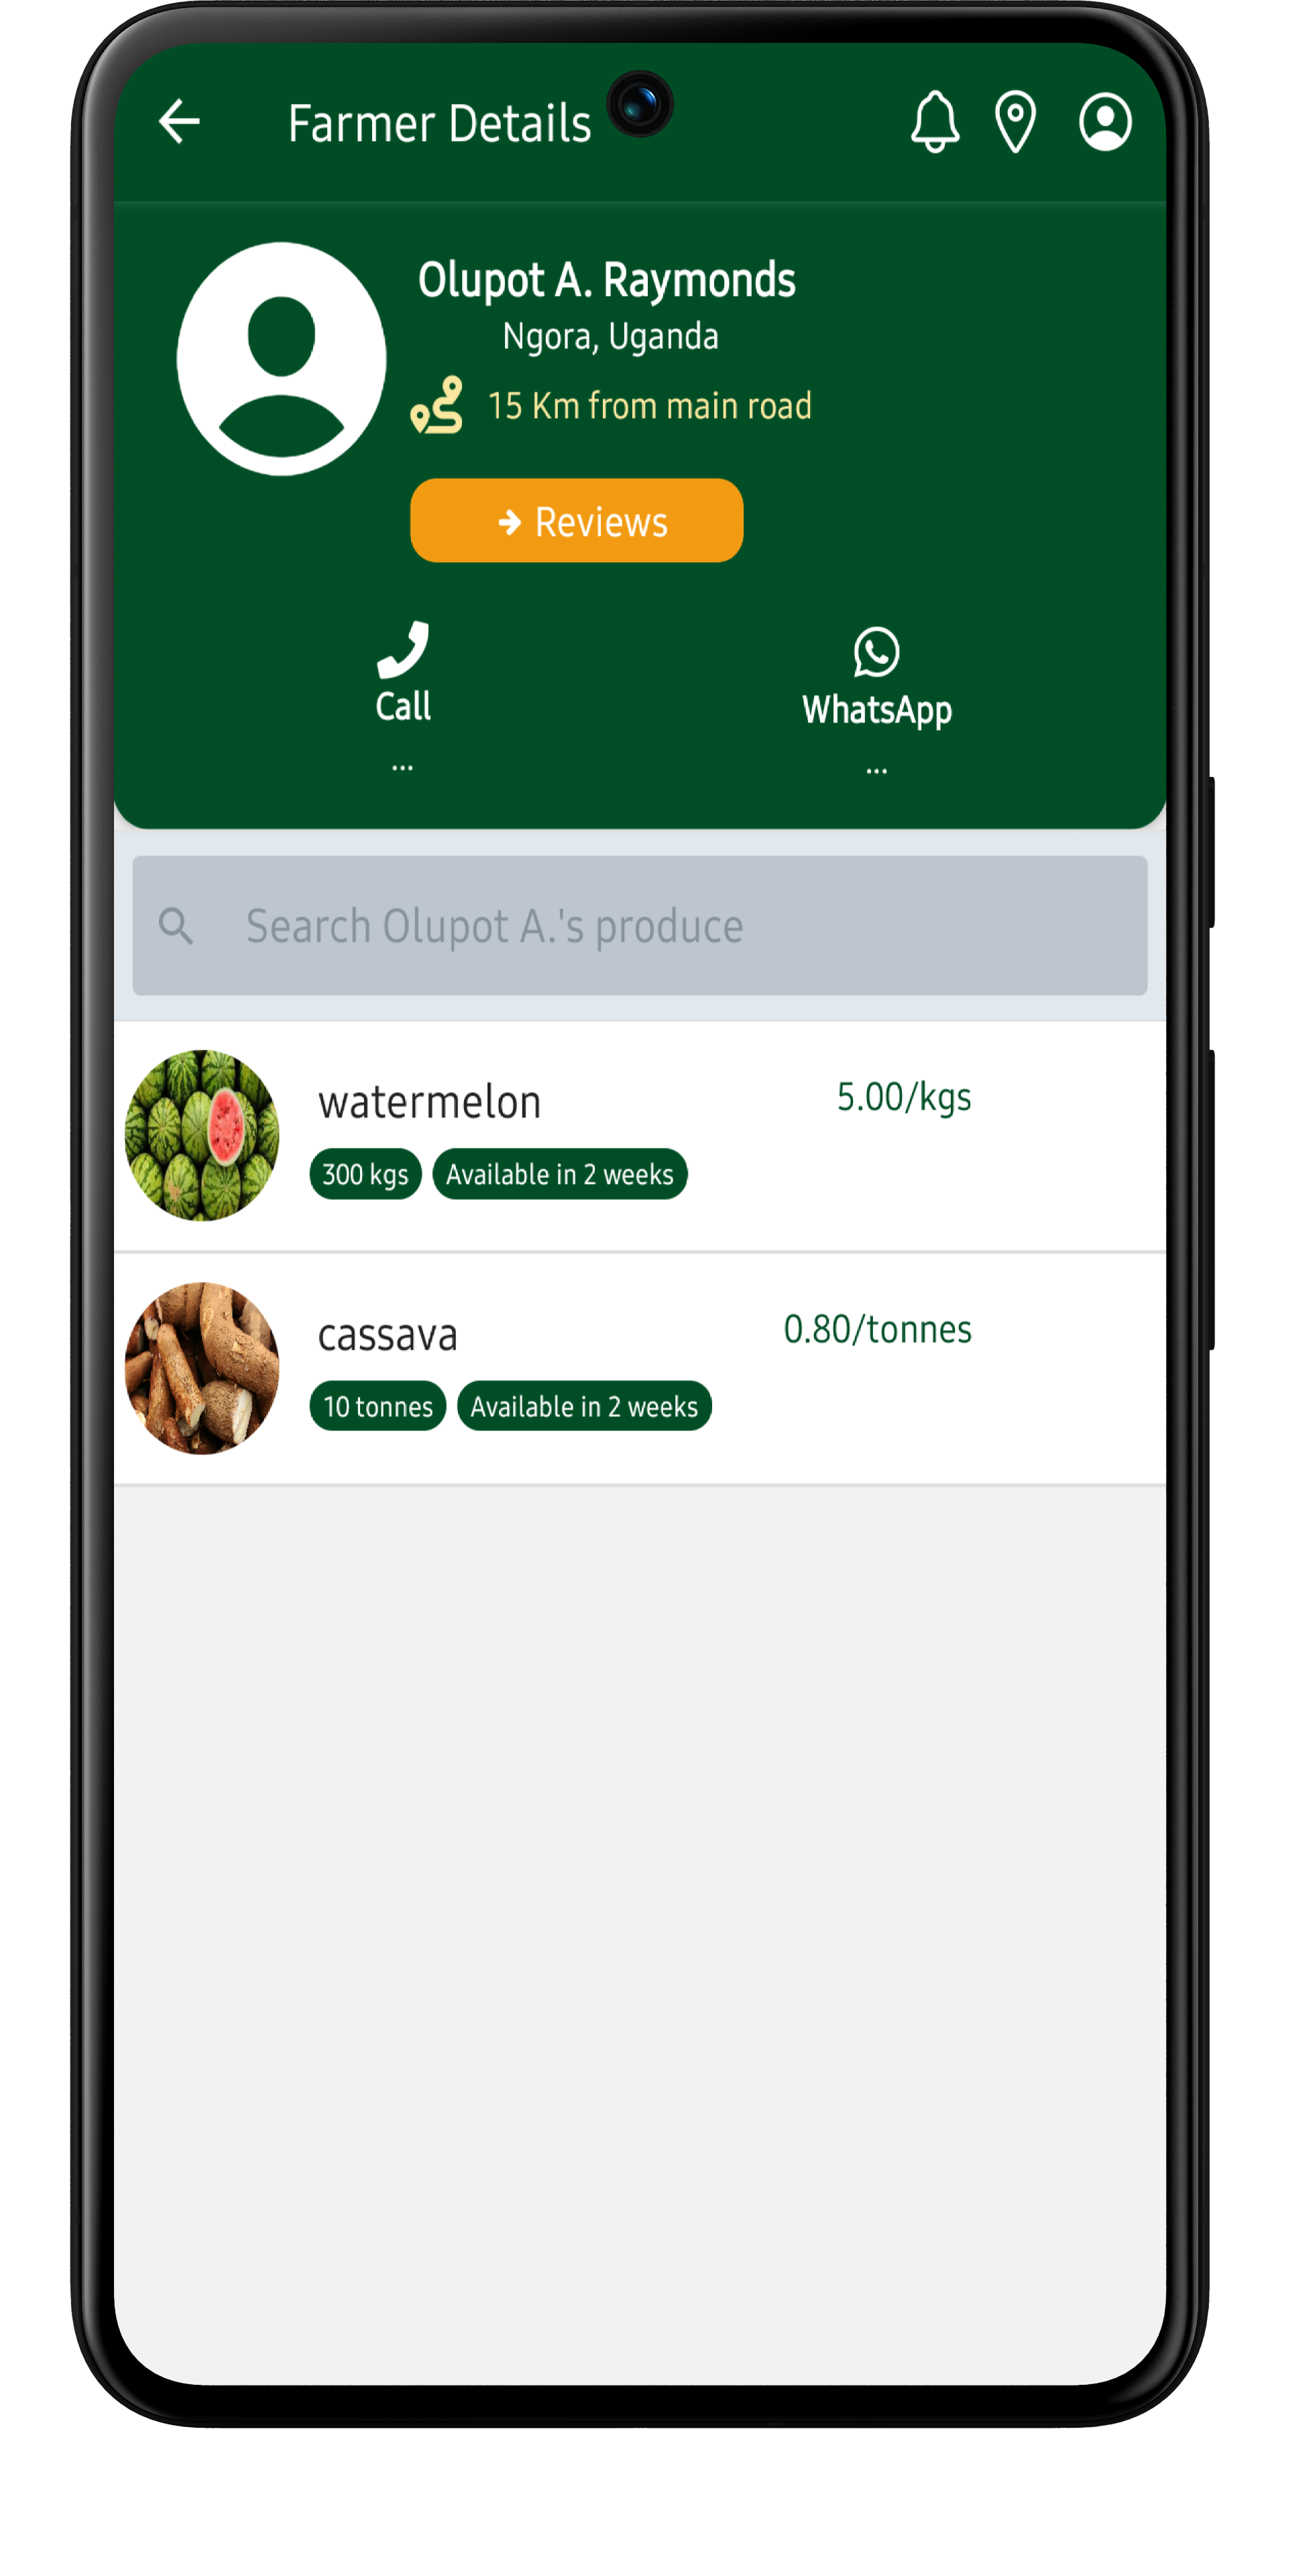 Farmer Details
Olupot A. Raymonds
Ngora, Uganda
15 Km from main road
Reviews
Call
WhatsApp
...
...
Search Olupot A.'s produce
watermelon
5.00/kgs
300 kgs
Available in 2 weeks
cassava
0.80/tonnes
10 tonnes
Available in 2 weeks